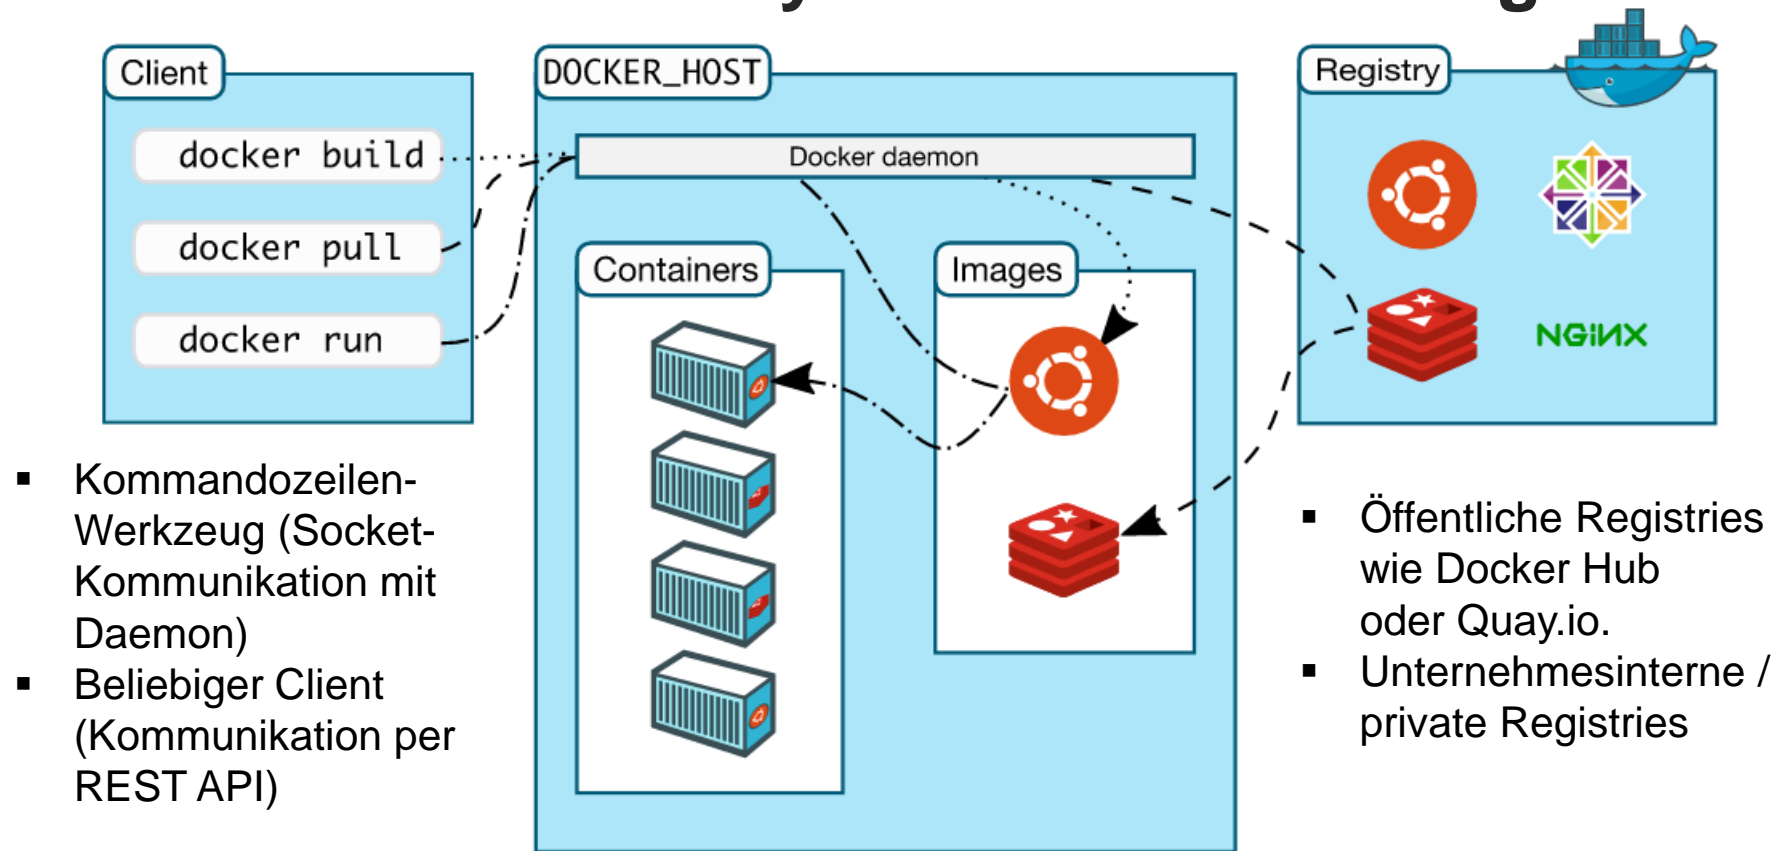 Client
docker build
docker pull
docker run
DOCKER_HOST
Docker daemon
Containers
Images
Registry
NGiNX
▪ Kommandozeilen-
Werkzeug (Socket-
Kommunikation mit
Daemon)
▪ Beliebiger Client
(Kommunikation per
REST API)
▪ Öffentliche Registries
wie Docker Hub
oder Quay.io.
▪ Unternehmesinterne /
private Registries